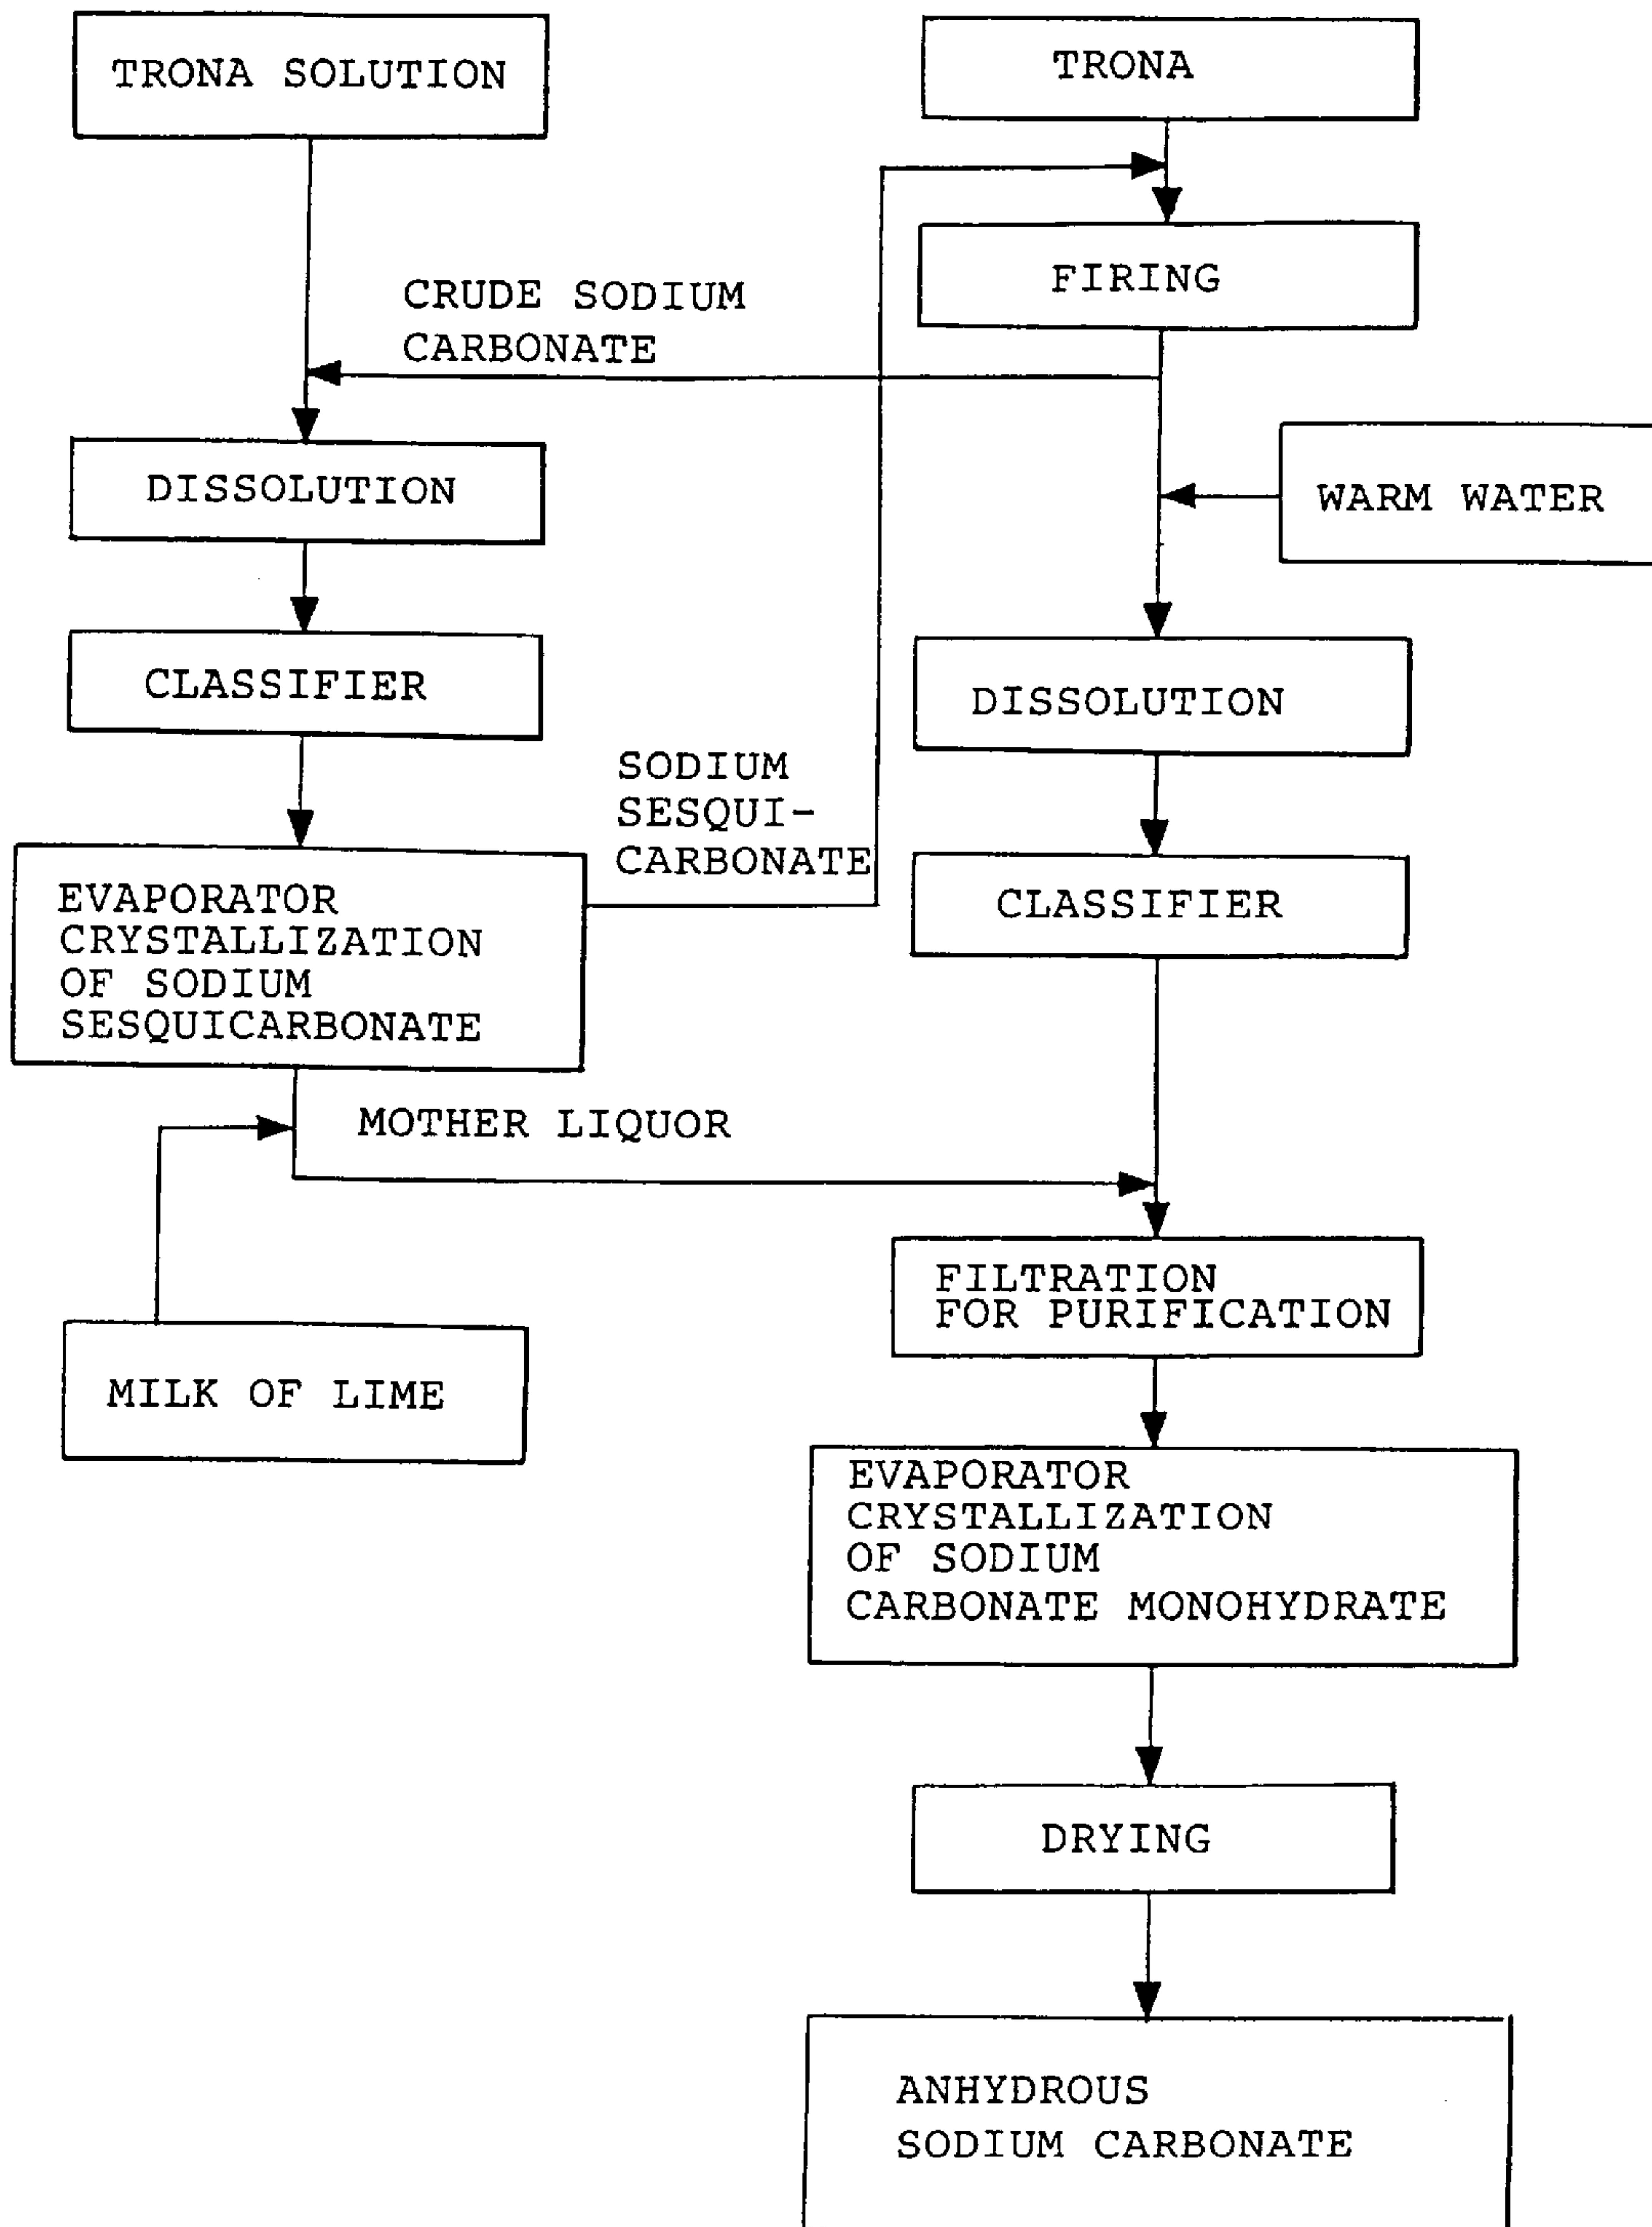 TRONA SOLUTION
TRONA
FIRING
CRUDE SODIUM
CARBONATE
DISSOLUTION
WARM WATER
CLASSIFIER
DISSOLUTION
SODIUM
SESQUI-
CARBONATE
EVAPORATOR
CRYSTALLIZATION
OF SODIUM
SESQUICARBONATE
CLASSIFIER
MOTHER LIQUOR
FILTRATION
FOR PURIFICATION
MILK OF LIME
EVAPORATOR
CRYSTALLIZATION
OF SODIUM
CARBONATE MONOHYDRATE
DRYING
ANHYDROUS
SODIUM CARBONATE